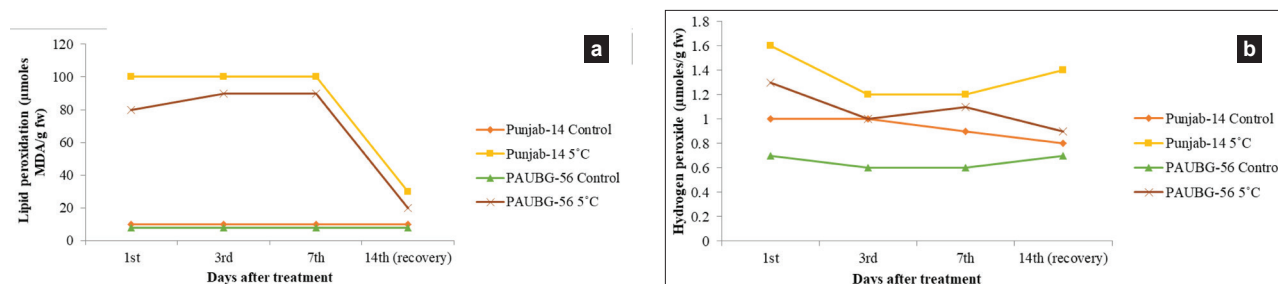 a
Lipid peroxidation (µmoles
MDA/g fw)
120
100
80
60
40
20
0
1st 3rd 7th 14th (recovery)
Days after treatment
Punjab-14 Control
Punjab-14 5˚C
PAUBG-56 Control
PAUBG-56 5˚C
b
Hydrogen peroxide (µmoles/g fw)
1.8
1.6
1.4
1.2
1
0.8
0.6
0.4
0.2
0
1st 3rd 7th 14th (recovery)
Days after treatment
Punjab-14 Control
Punjab-14 5˚C
PAUBG-56 Control
PAUBG-56 5˚C